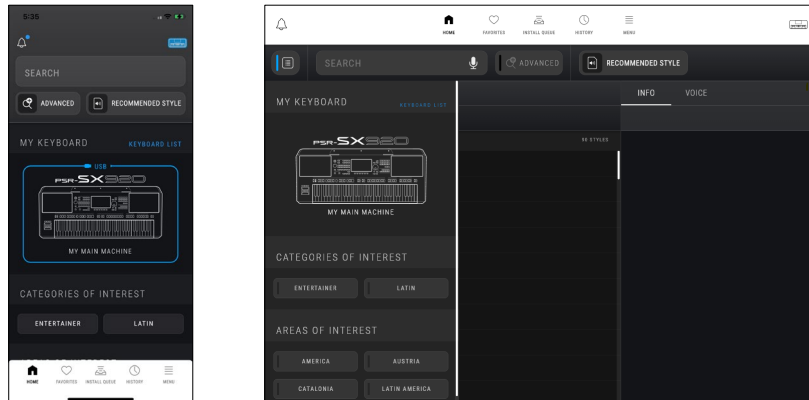 5:35
SEARCH
ADVANCED
RECOMMENDED STYLE
MY KEYBOARD
KEYBOARD LIST
USB
PSR-SX920
MY MAIN MACHINE
CATEGORIES OF INTEREST
ENTERTAINER
LATIN
HOME
FAVORITES
INSTALL QUEUE
HISTORY
MENU
HOME
FAVORITES
INSTALL QUEUE
HISTORY
MENU
SEARCH
ADVANCED
RECOMMENDED STYLE
MY KEYBOARD
KEYBOARD LIST
INFO
VOICE
PSR-SX920
STYLES
MY MAIN MACHINE
CATEGORIES OF INTEREST
ENTERTAINER
LATIN
AREAS OF INTEREST
AMERICA
AUSTRIA
CATALONIA
LATIN AMERICA